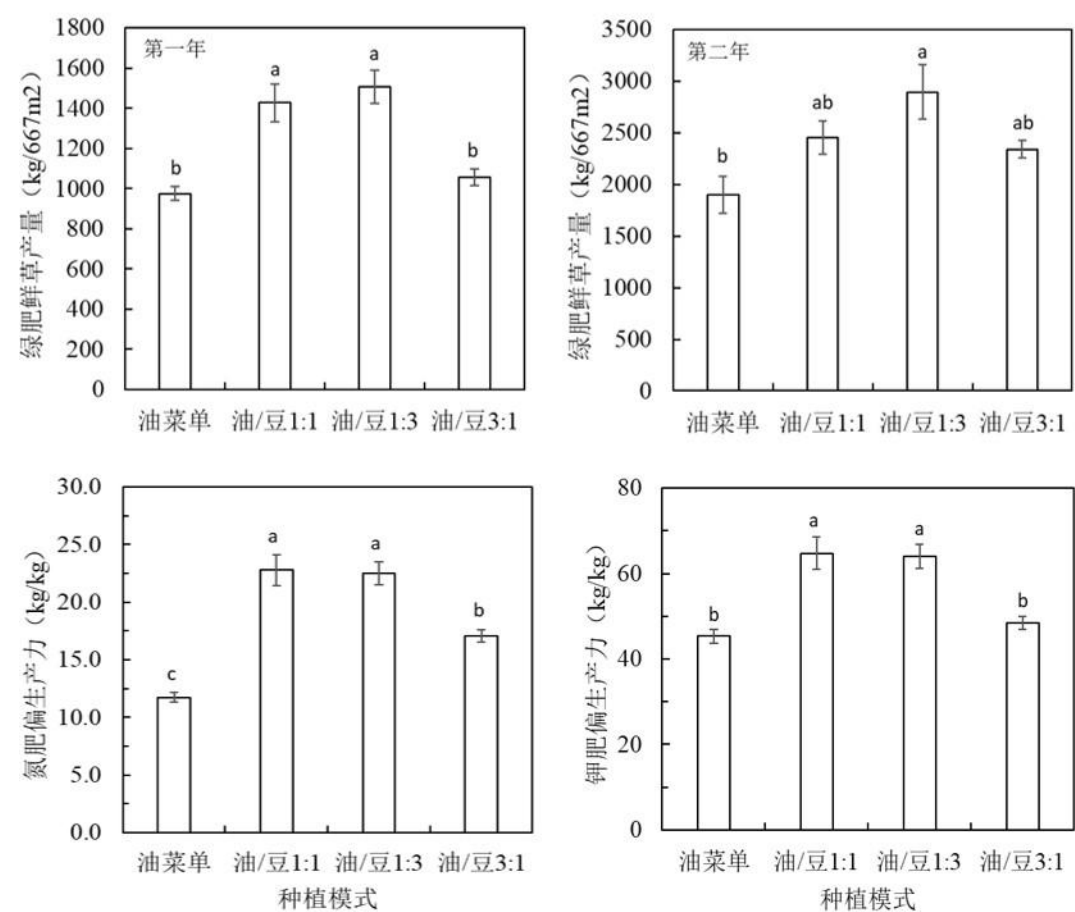 第一年
绿肥鲜草产量（kg/667m2）
1800
1600
1400
1200
1000
800
600
400
200
0
b
a
a
b
油菜单 油/豆1:1 油/豆1:3 油/豆3:1
第二年
绿肥鲜草产量（kg/667m2）
3500
3000
2500
2000
1500
1000
500
0
b
ab
a
ab
油菜单 油/豆1:1 油/豆1:3 油/豆3:1
氮肥偏生产力（kg/kg）
30.0
25.0
20.0
15.0
10.0
5.0
0.0
c
a
a
b
油菜单 油/豆1:1 油/豆1:3 油/豆3:1
种植模式
钾肥偏生产力（kg/kg）
80
60
40
20
0
b
a
a
b
油菜单 油/豆1:1 油/豆1:3 油/豆3:1
种植模式